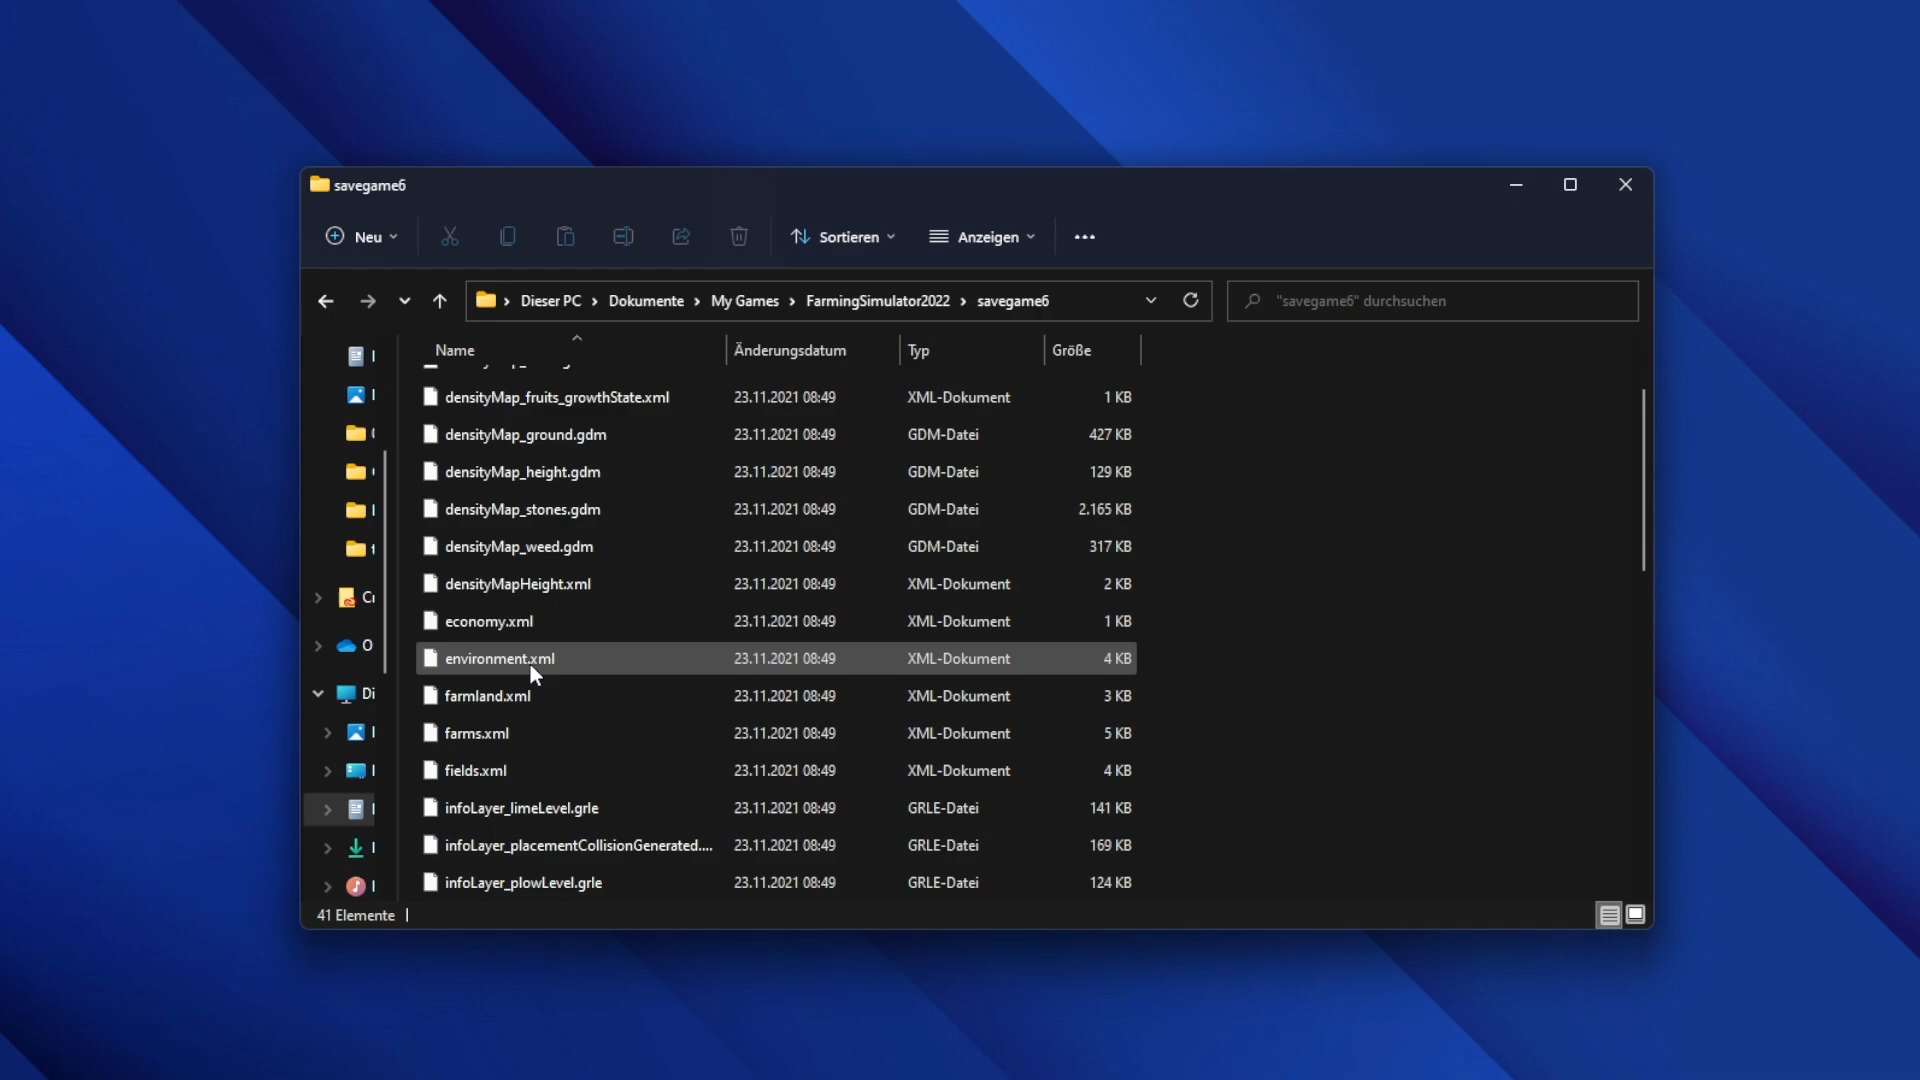 savegame6
Neu
Sortieren
Anzeigen
Dieser PC > Dokumente > My Games > FarmingSimulator2022 > savegame6
"savegame6" durchsuchen
Name Änderungsdatum Typ Größe
densityMap_fruits_growthState.xml 23.11.2021 08:49 XML-Dokument 1 KB
densityMap_ground.gdm 23.11.2021 08:49 GDM-Datei 427 KB
densityMap_height.gdm 23.11.2021 08:49 GDM-Datei 129 KB
densityMap_stones.gdm 23.11.2021 08:49 GDM-Datei 2.165 KB
densityMap_weed.gdm 23.11.2021 08:49 GDM-Datei 317 KB
densityMapHeight.xml 23.11.2021 08:49 XML-Dokument 2 KB
economy.xml 23.11.2021 08:49 XML-Dokument 1 KB
environment.xml 23.11.2021 08:49 XML-Dokument 4 KB
farmland.xml 23.11.2021 08:49 XML-Dokument 3 KB
farms.xml 23.11.2021 08:49 XML-Dokument 5 KB
fields.xml 23.11.2021 08:49 XML-Dokument 4 KB
infoLayer_limeLevel.grle 23.11.2021 08:49 GRLE-Datei 141 KB
infoLayer_placementCollisionGenerated.... 23.11.2021 08:49 GRLE-Datei 169 KB
infoLayer_plowLevel.grle 23.11.2021 08:49 GRLE-Datei 124 KB
Cr
O
Di
41 Elemente